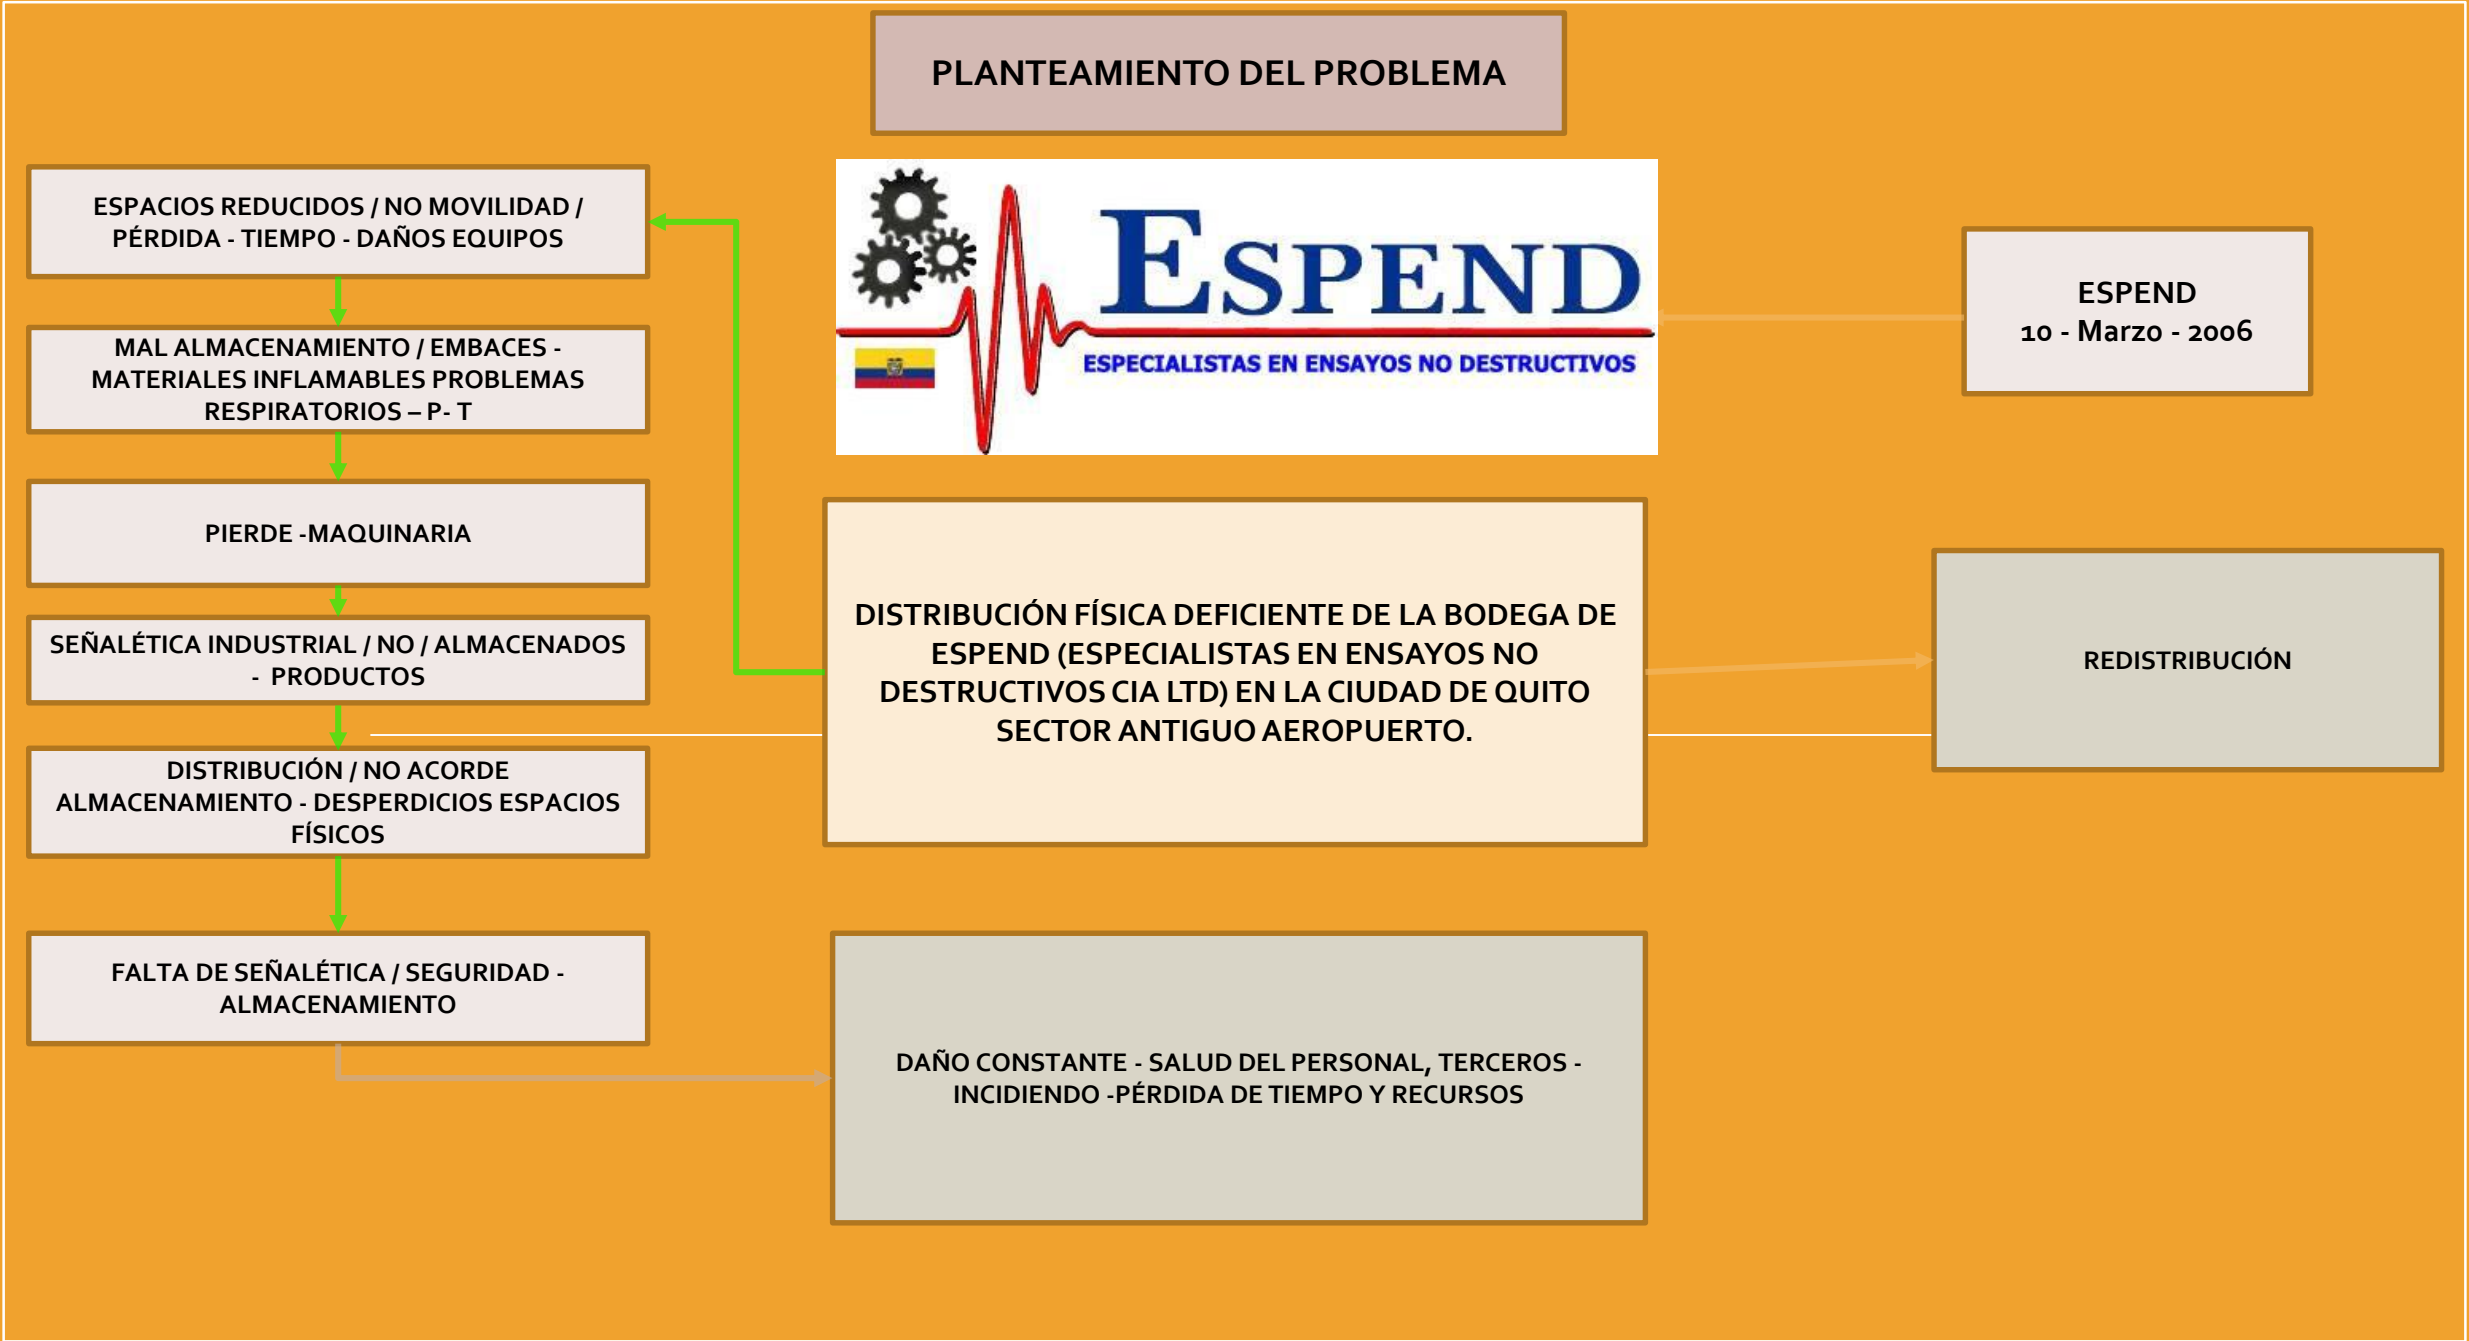 PLANTEAMIENTO DEL PROBLEMA
ESPACIOS REDUCIDOS / NO MOVILIDAD /
PÉRDIDA - TIEMPO - DAÑOS EQUIPOS
MAL ALMACENAMIENTO / EMBACES -
MATERIALES INFLAMABLES PROBLEMAS
RESPIRATORIOS – P- T
PIERDE -MAQUINARIA
SEÑALÉTICA INDUSTRIAL / NO / ALMACENADOS
- PRODUCTOS
DISTRIBUCIÓN / NO ACORDE
ALMACENAMIENTO - DESPERDICIOS ESPACIOS
FÍSICOS
FALTA DE SEÑALÉTICA / SEGURIDAD -
ALMACENAMIENTO
ESPEND
ESPECIALISTAS EN ENSAYOS NO DESTRUCTIVOS
ESPEND
10 - Marzo - 2006
DISTRIBUCIÓN FÍSICA DEFICIENTE DE LA BODEGA DE
ESPEND (ESPECIALISTAS EN ENSAYOS NO
DESTRUCTIVOS CIA LTD) EN LA CIUDAD DE QUITO
SECTOR ANTIGUO AEROPUERTO.
REDISTRIBUCIÓN
DAÑO CONSTANTE - SALUD DEL PERSONAL, TERCEROS -
INCIDIENDO -PÉRDIDA DE TIEMPO Y RECURSOS